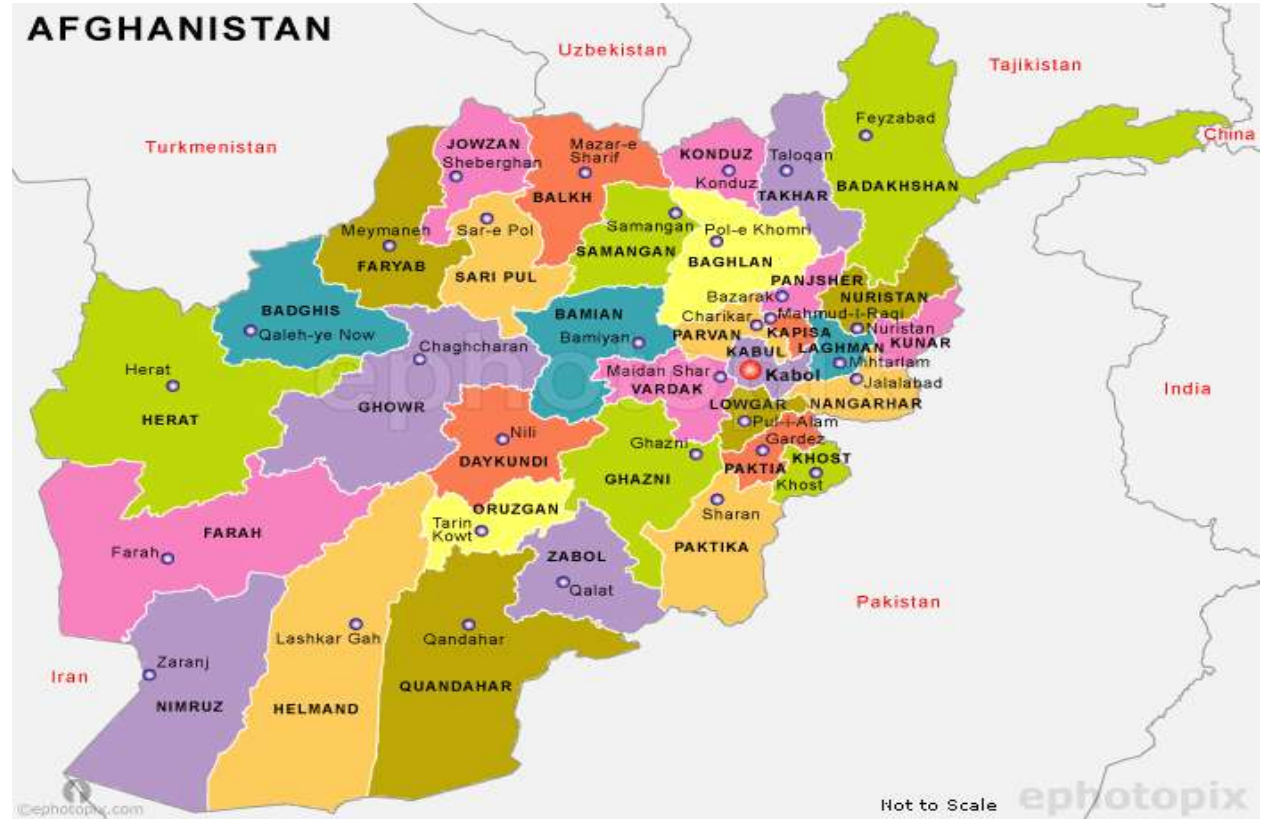 AFGHANISTAN
Uzbekistan
Tajikistan
Turkmenistan
China
Feyzabad
BADAKHSHAN
JOWZAN
Sheberghan
Mazar-e
Sharif
BALKH
KONDUZ
Konduz
Taloqan
TAKHAR
Meymaneh
FARYAB
Sar-e Pol
SARI PUL
Samangan
SAMANGAN
Pol-e Khomri
BAGHLAN
PANJSHER
Bazarak
NURISTAN
Nuristan
BADGHIS
Qaleh-ye Now
BAMIAN
Bamiyan
Charikar
Mahmud-I-Raqi
PARVAN
KAPISA
KUNAR
KABUL
Kabol
LAGHMAN
Mihtarlam
Chaghcharan
GHOWR
Herat
HERAT
Maidan Shar
VARDAK
Jalalabad
NANGARHAR
LOWGAR
Pul-i-Alam
India
Nili
DAYKUNDI
Ghazni
GHAZNI
Gardez
PAKTIA
KHOST
Khost
ORUZGAN
Tarin
Kowt
Sharan
PAKTIKA
FARAH
Farah
ZABOL
Qalat
Pakistan
Lashkar Gah
HELMAND
Qandahar
QUANDAHAR
Iran
Zaranj
NIMRUZ
©ephotopix.com
Not to Scale
ephotopix